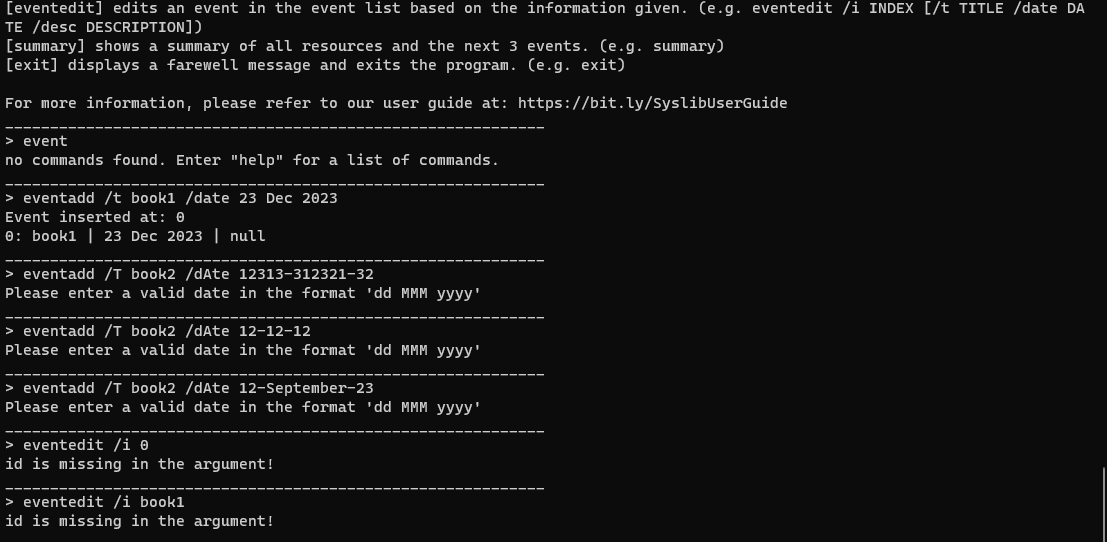 [eventedit] edits an event in the event list based on the information given. (e.g. eventedit /i INDEX [/t TITLE /date DA
TE /desc DESCRIPTION])
[summary] shows a summary of all resources and the next 3 events. (e.g. summary)
[exit] displays a farewell message and exits the program. (e.g. exit)

For more information, please refer to our user guide at: https://bit.ly/SyslibUserGuide
____________________________________________________________
> event
no commands found. Enter "help" for a list of commands.
____________________________________________________________
> eventadd /t book1 /date 23 Dec 2023
Event inserted at: 0
0: book1 | 23 Dec 2023 | null
____________________________________________________________
> eventadd /T book2 /dAte 12313-312321-32
Please enter a valid date in the format 'dd MMM yyyy'
____________________________________________________________
> eventadd /T book2 /dAte 12-12-12
Please enter a valid date in the format 'dd MMM yyyy'
____________________________________________________________
> eventadd /T book2 /dAte 12-September-23
Please enter a valid date in the format 'dd MMM yyyy'
____________________________________________________________
> eventedit /i 0
id is missing in the argument!
____________________________________________________________
> eventedit /i book1
id is missing in the argument!